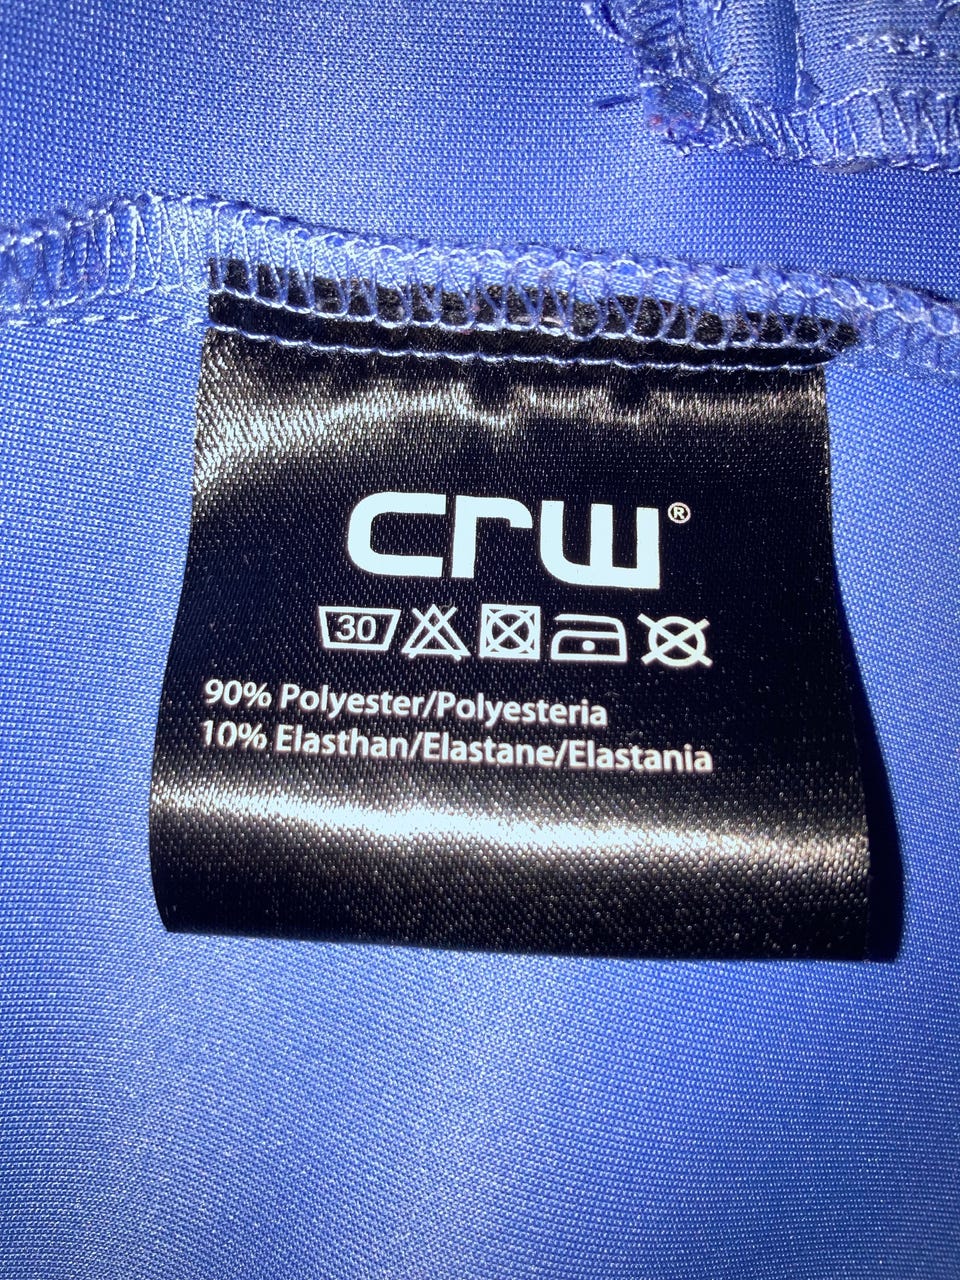 crw®
30
90% Polyester/Polyesteria
10% Elasthan/Elastane/Elastania